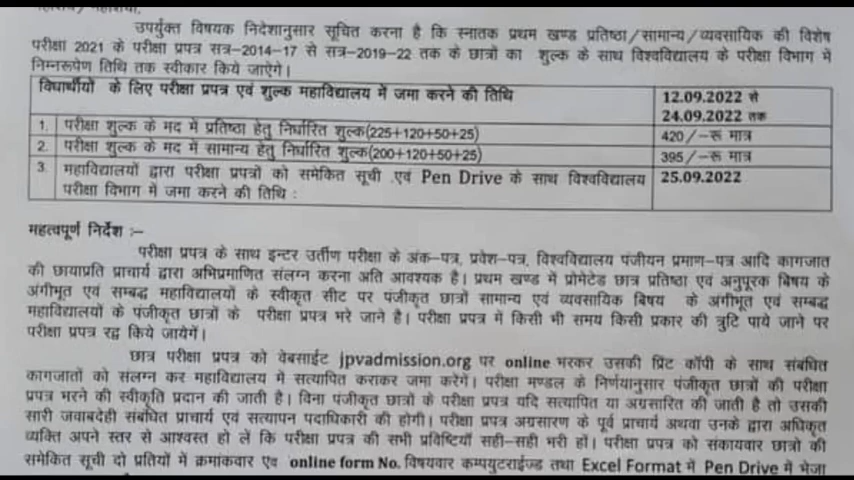 उपर्युक्त विषयक निदेशानुसार सूचित करना है कि स्नातक प्रथम खण्ड प्रतिष्ठा/सामान्य/व्यवसायिक की विशेष
परीक्षा 2021 के परीक्षा प्रपत्र सत्र-2014-17 से सत्र-2019-22 तक के छात्रों का शुल्क के साथ विश्वविद्यालय के परीक्षा विभाग में
निम्नरूपेण तिथि तक स्वीकार किये जाऐगे।
विधार्थीयों के लिए परीक्षा प्रपत्र एवं शुल्क महाविद्यालय में जमा करने की तिथि 12.09.2022 से
24.09.2022 तक
1. परीक्षा शुल्क के मद में प्रतिष्ठा हेतु निर्धारित शुल्क(225+120+50+25) 420/-रू मात्र
2. परीक्षा शुल्क के मद में सामान्य हेतु निर्धारित शुल्क(200+120+50+25) 395/-रू मात्र
3. महाविद्यालयों द्वारा परीक्षा प्रपत्रों को समेकित सूची एवं Pen Drive के साथ विश्वविद्यालय 25.09.2022
परीक्षा विभाग में जमा करने की तिथि :
महत्वपूर्ण निर्देश :-
परीक्षा प्रपत्र के साथ इन्टर उर्तीण परीक्षा के अंक-पत्र, प्रवेश-पत्र, विश्वविद्यालय पंजीयन प्रमाण-पत्र आदि कागजात
की छायाप्रति प्राचार्य द्वारा अभिप्रमाणित संलग्न करना अति आवश्यक है। प्रथम खण्ड में प्रोमेटेड छात्र प्रतिष्ठा एवं अनुपूरक बिषय के
अंगीभूत एवं सम्बद्ध महाविद्यालयों के स्वीकृत सीट पर पंजीकृत छात्रों सामान्य एवं व्यवसायिक बिषय के अंगीभूत एवं सम्बद्ध
महाविद्यालयों के पंजीकृत छात्रों के परीक्षा प्रपत्र भरे जाने है। परीक्षा प्रपत्र में किसी भी समय किसी प्रकार की त्रुटि पाये जाने पर
परीक्षा प्रपत्र रद्व किये जायेगें।
छात्र परीक्षा प्रपत्र को वेबसाईट jpvadmission.org पर online भरकर उसकी प्रिट कॉपी के साथ संबंधित
कागजातों को संलग्न कर महाविद्यालय में सत्यापित कराकर जमा करेगें। परीक्षा मण्डल के निर्णयानुसार पंजीकृत छात्रों की परीक्षा
प्रपत्र भरने की स्वीकृति प्रदान की जाती है। विना पंजीकृत छात्रों के परीक्षा प्रपत्र यदि सत्यापित या अग्रसारित की जाती है तो उसकी
सारी जवाबदेही संबंधित प्राचार्य एवं सत्यापन पदाधिकारी की होगी। परीक्षा प्रपत्र अग्रसारण के पूर्व प्राचार्य अथवा उनके द्वारा अधिकृत
व्यक्ति अपने स्तर से आश्वस्त हो लें कि परीक्षा प्रपत्र की सभी प्रविष्टियाँ सही-सही भरी हों। परीक्षा प्रपत्र को संकायवार छात्रों की
समेकित सूची दो प्रतियों में क्रमांकवार एव online form No. विषयवार कम्पयुटराईज्ड तथा Excel Format में Pen Drive में भेजा